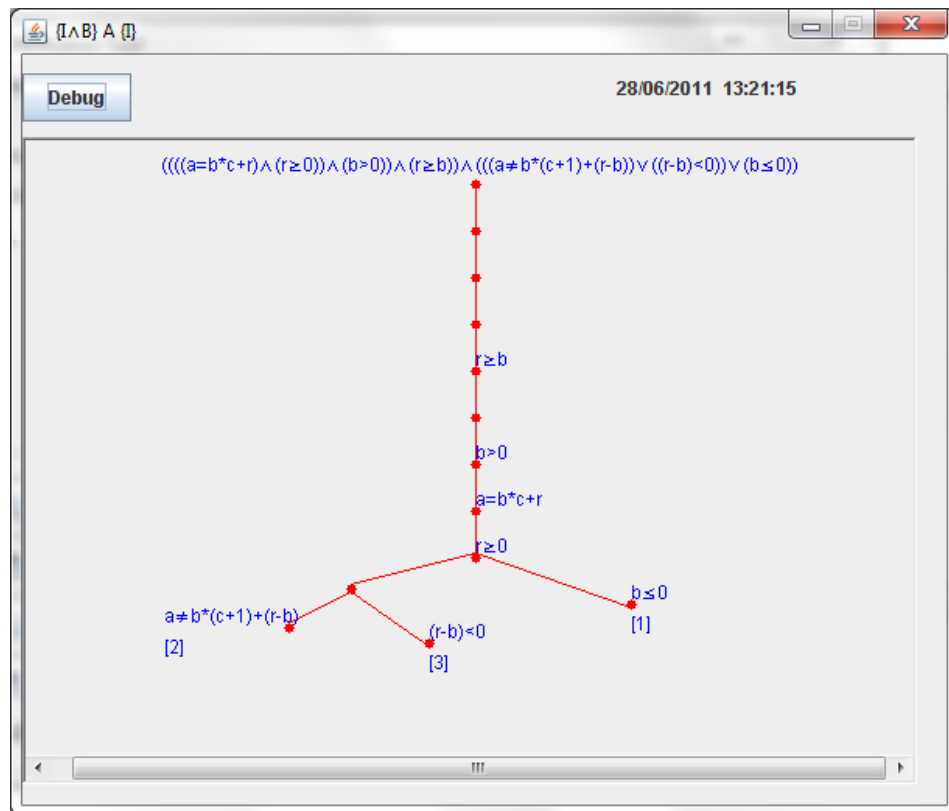 {I∧B} A {I}
Debug
28/06/2011 13:21:15
((((a=b*c+r)∧(r≥0))∧(b>0))∧(r≥b))∧(((a≠b*(c+1)+(r-b))∨((r-b)<0))∨(b≤0))
r≥b
b>0
a=b*c+r
r≥0
b≤0
[1]
a≠b*(c+1)+(r-b)
[2]
(r-b)<0
[3]